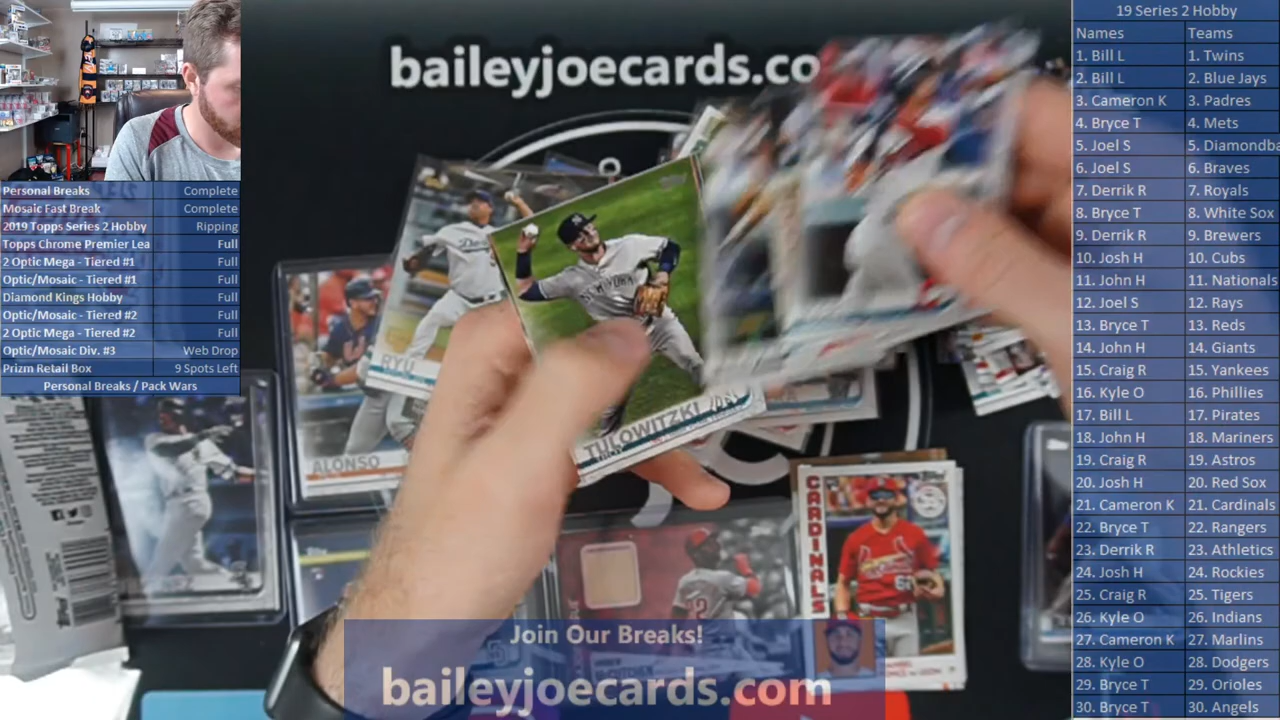 baileyjoecards.co
Personal Breaks Complete
Mosaic Fast Break Complete
2019 Topps Series 2 Hobby Ripping
Topps Chrome Premier Lea Full
2 Optic Mega - Tiered #1 Full
Optic/Mosaic - Tiered #1 Full
Diamond Kings Hobby Full
Optic/Mosaic - Tiered #2 Full
2 Optic Mega - Tiered #2 Full
Optic/Mosaic Div. #3 Web Drop
Prizm Retail Box 9 Spots Left
Personal Breaks / Pack Wars
RYU
ALONSO
TULOWITZKI
TROY
CARDINALS
Topps
Join Our Breaks!
baileyjoecards.com
19 Series 2 Hobby
Names Teams
1. Bill L 1. Twins
2. Bill L 2. Blue Jays
3. Cameron K 3. Padres
4. Bryce T 4. Mets
5. Joel S 5. Diamondba
6. Joel S 6. Braves
7. Derrik R 7. Royals
8. Bryce T 8. White Sox
9. Derrik R 9. Brewers
10. Josh H 10. Cubs
11. John H 11. Nationals
12. Joel S 12. Rays
13. Bryce T 13. Reds
14. John H 14. Giants
15. Craig R 15. Yankees
16. Kyle O 16. Phillies
17. Bill L 17. Pirates
18. John H 18. Mariners
19. Craig R 19. Astros
20. Josh H 20. Red Sox
21. Cameron K 21. Cardinals
22. Bryce T 22. Rangers
23. Derrik R 23. Athletics
24. Josh H 24. Rockies
25. Craig R 25. Tigers
26. Kyle O 26. Indians
27. Cameron K 27. Marlins
28. Kyle O 28. Dodgers
29. Bryce T 29. Orioles
30. Bryce T 30. Angels